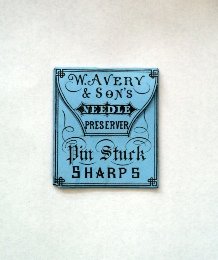 W. AVERY
& SON'S
NEEDLE
PRESERVER
Pin Stuck
SHARPS